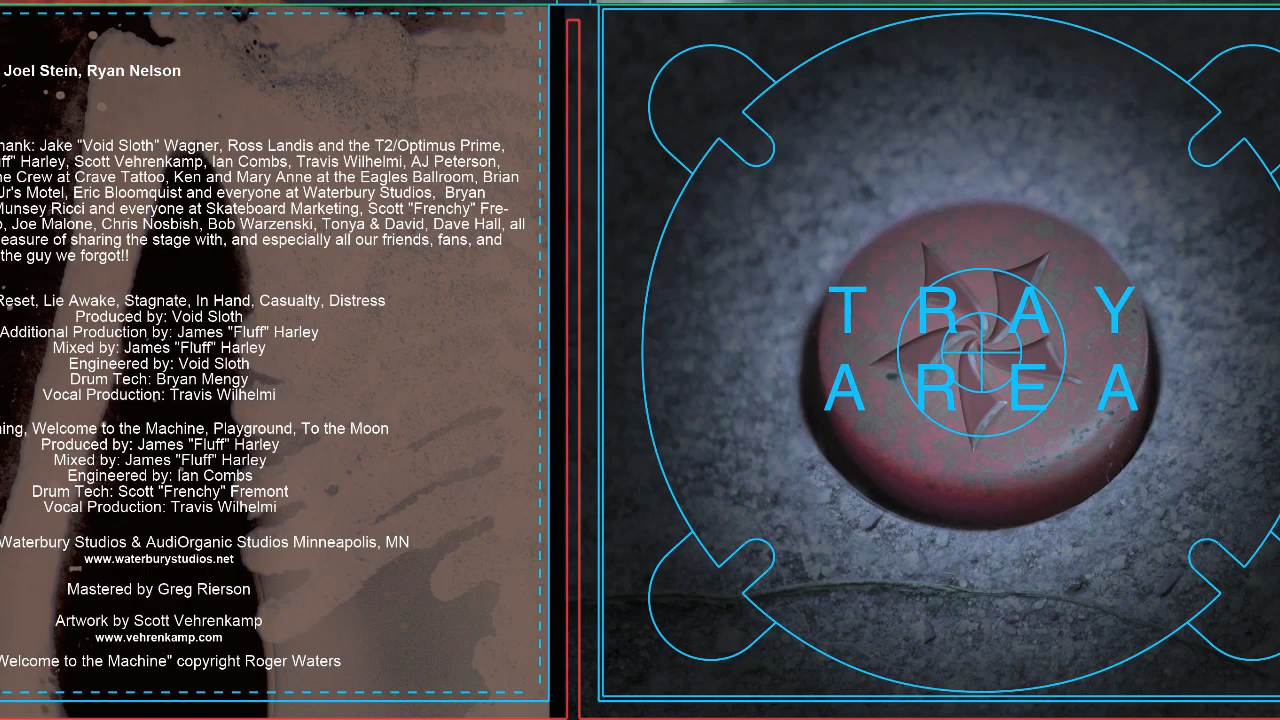 Joel Stein, Ryan Nelson
hank: Jake "Void Sloth" Wagner, Ross Landis and the T2/Optimus Prime,
ff" Harley, Scott Vehrenkamp, Ian Combs, Travis Wilhelmi, AJ Peterson,
he Crew at Crave Tattoo, Ken and Mary Anne at the Eagles Ballroom, Brian
Jr's Motel, Eric Bloomquist and everyone at Waterbury Studios, Bryan
Munsey Ricci and everyone at Skateboard Marketing, Scott "Frenchy" Fre-
o, Joe Malone, Chris Nosbish, Bob Warzenski, Tonya & David, Dave Hall, all
easure of sharing the stage with, and especially all our friends, fans, and
the guy we forgot!!
Reset, Lie Awake, Stagnate, In Hand, Casualty, Distress
Produced by: Void Sloth
Additional Production by: James "Fluff" Harley
Mixed by: James "Fluff" Harley
Engineered by: Void Sloth
Drum Tech: Bryan Mengy
Vocal Production: Travis Wilhelmi
ning, Welcome to the Machine, Playground, To the Moon
Produced by: James "Fluff" Harley
Mixed by: James "Fluff" Harley
Engineered by: Ian Combs
Drum Tech: Scott "Frenchy" Fremont
Vocal Production: Travis Wilhelmi
Waterbury Studios & AudiOrganic Studios Minneapolis, MN
www.waterburystudios.net
Mastered by Greg Rierson
Artwork by Scott Vehrenkamp
www.vehrenkamp.com
Welcome to the Machine" copyright Roger Waters
TRAY
AREA